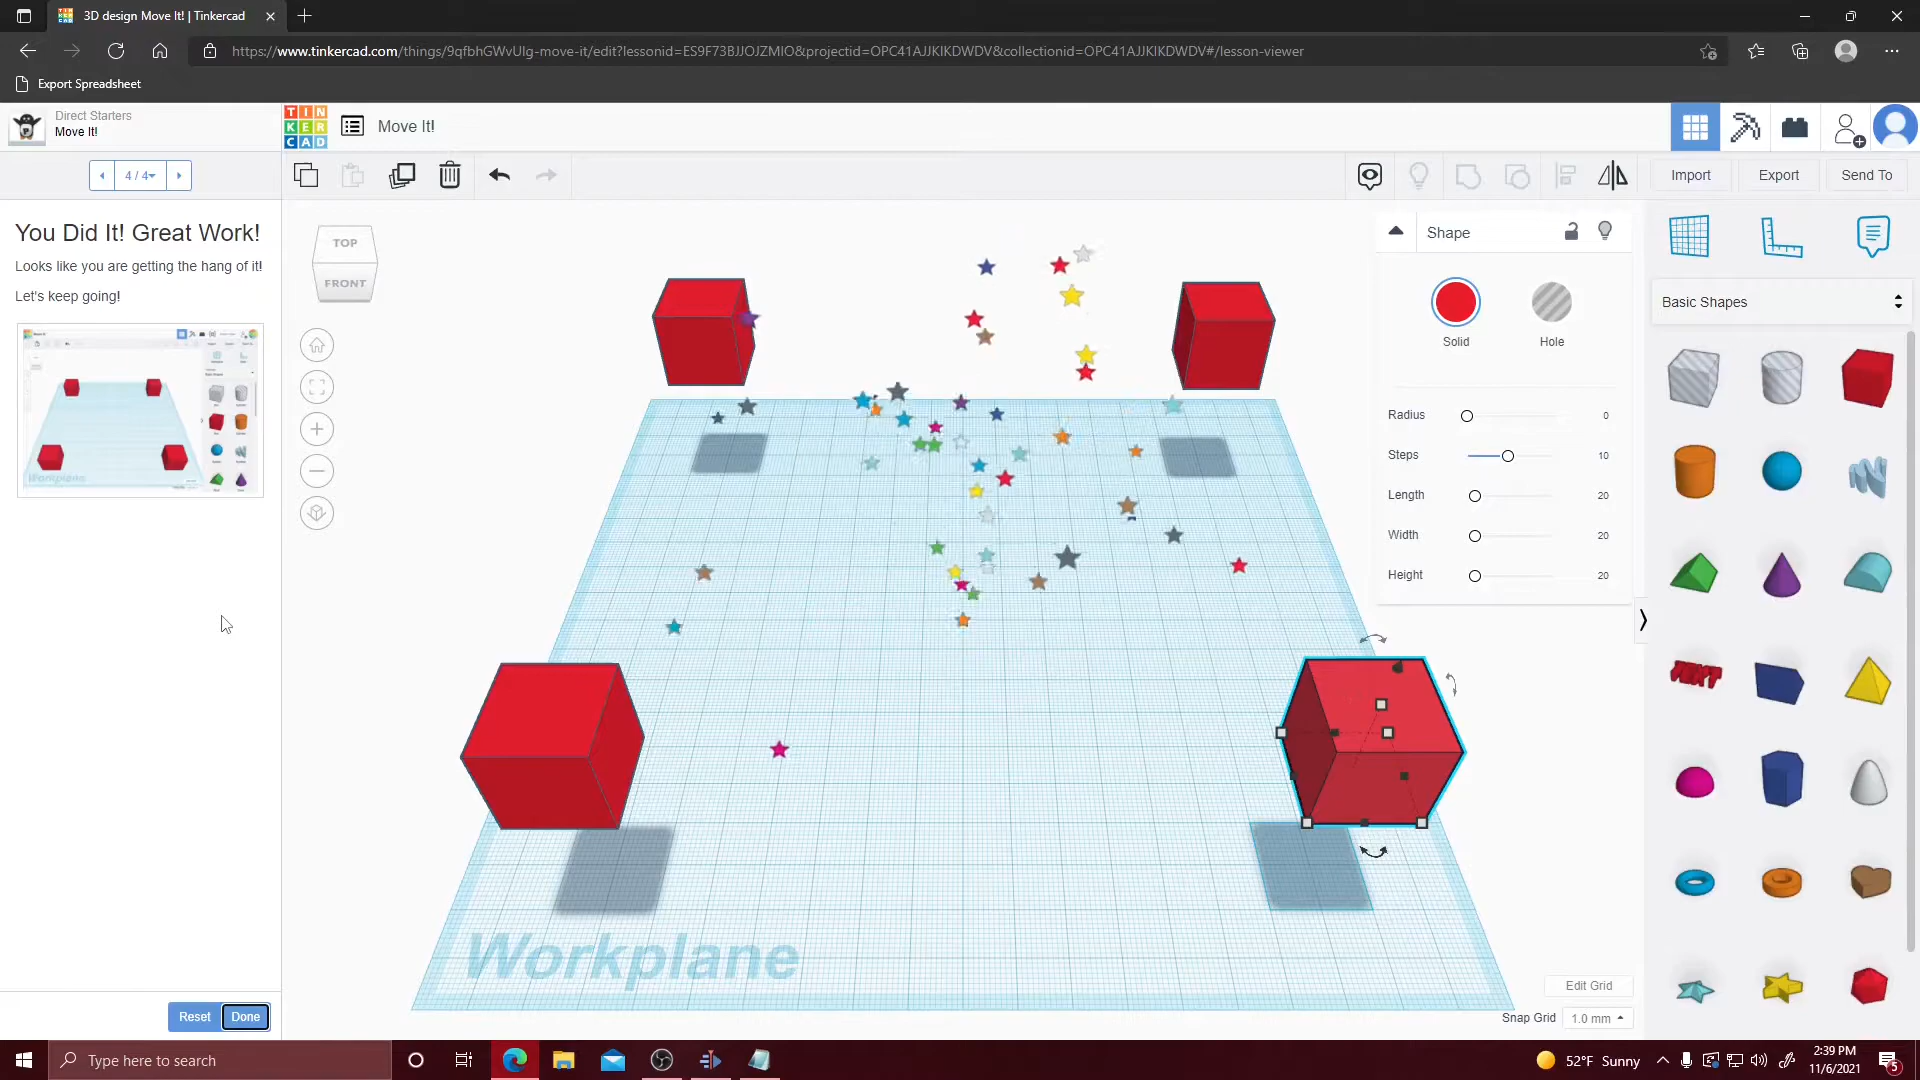 3D design Move It! | Tinkercad
https://www.tinkercad.com/things/9qfbhGWvUlg-move-it/edit?lessonid=ES9F73BJJOJZMIO&projectid=OPC41AJJKIKDWDV&collectionid=OPC41AJJKIKDWDV#/lesson-viewer
Export Spreadsheet
Direct Starters
Move It!
TIN
KER
CAD
Move It!
4 / 4
Import
Export
Send To
You Did It! Great Work!
Looks like you are getting the hang of it!
Let's keep going!
TOP
FRONT
Shape
Solid
Hole
Radius 0
Steps 10
Length 20
Width 20
Height 20
Basic Shapes
Workplane
Edit Grid
Snap Grid 1.0 mm
Reset
Done
Type here to search
52°F Sunny
2:39 PM
11/6/2021
5